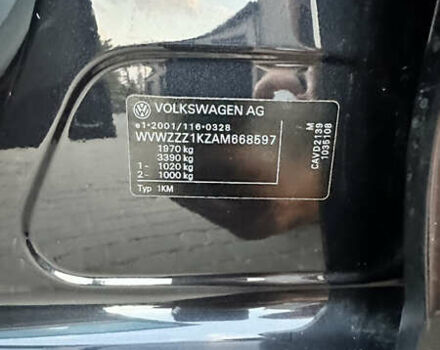 VOLKSWAGEN AG
e1*2001/116*0328
WVWZZZ1KZAM668597
1970 kg
3390 kg
1- 1020 kg
2- 1000 kg
Typ 1KM
M
CAVD2139
1035108